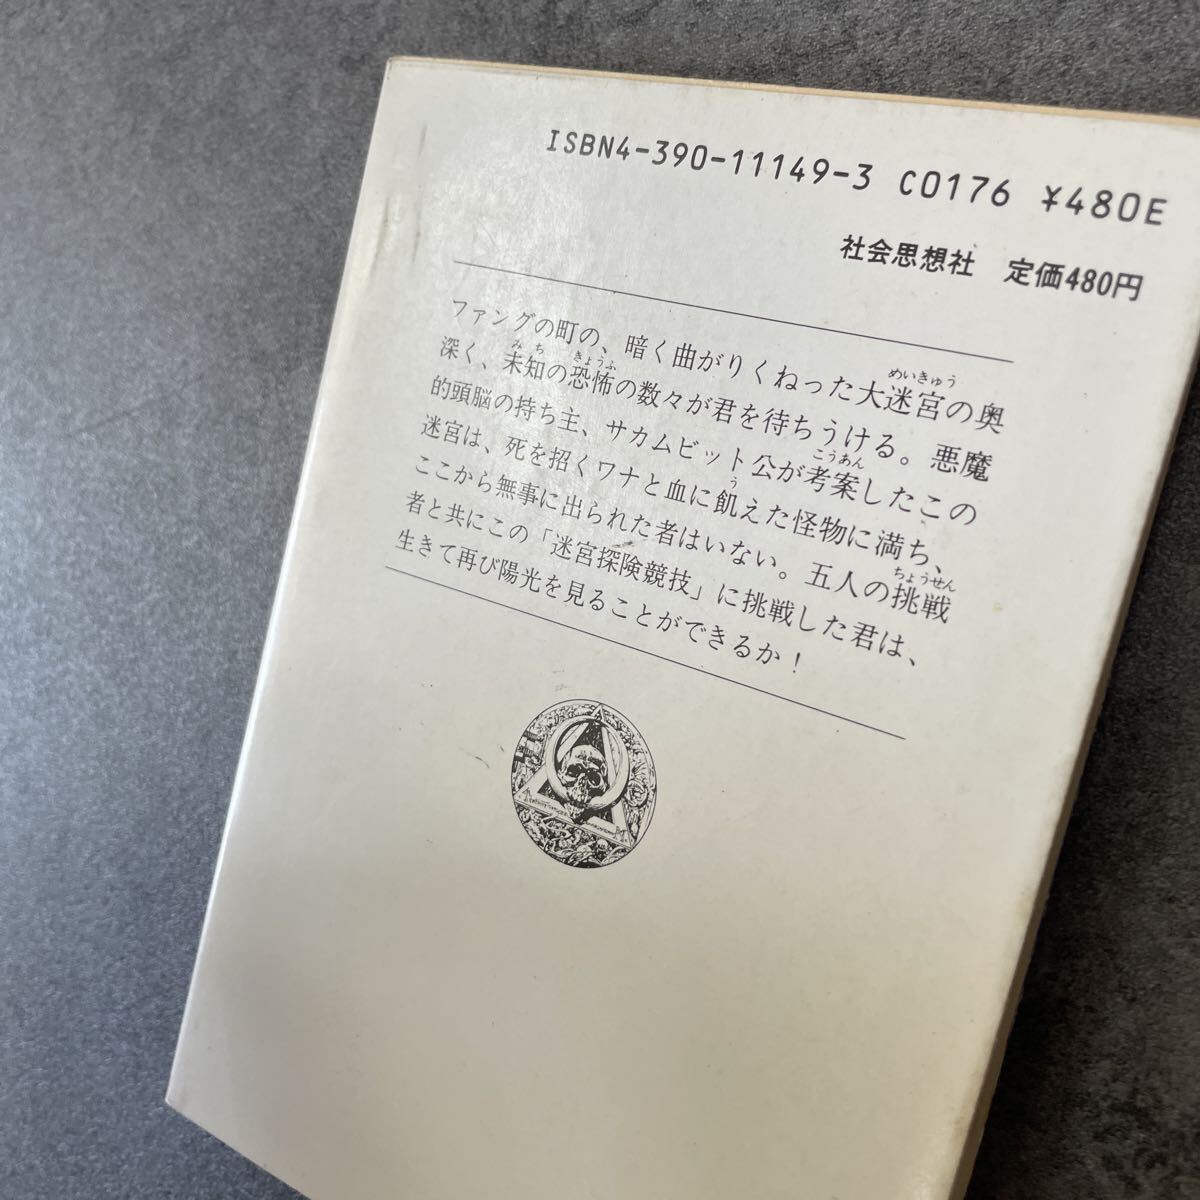 ISBN4-390-11149-3 C0176 ¥480E
社会思想社 定価480円
ファングの町の、暗く曲がりくねった大迷宮の奥
深く、未知の恐怖の数々が君を待ちうける。悪魔
的頭脳の持ち主、サカムビット公が考案したこの
迷宮は、死を招くワナと血に飢えた怪物に満ち、
ここから無事に出られた者はいない。五人の挑戦
者と共にこの「迷宮探険競技」に挑戦した君は、
生きて再び陽光を見ることができるか！